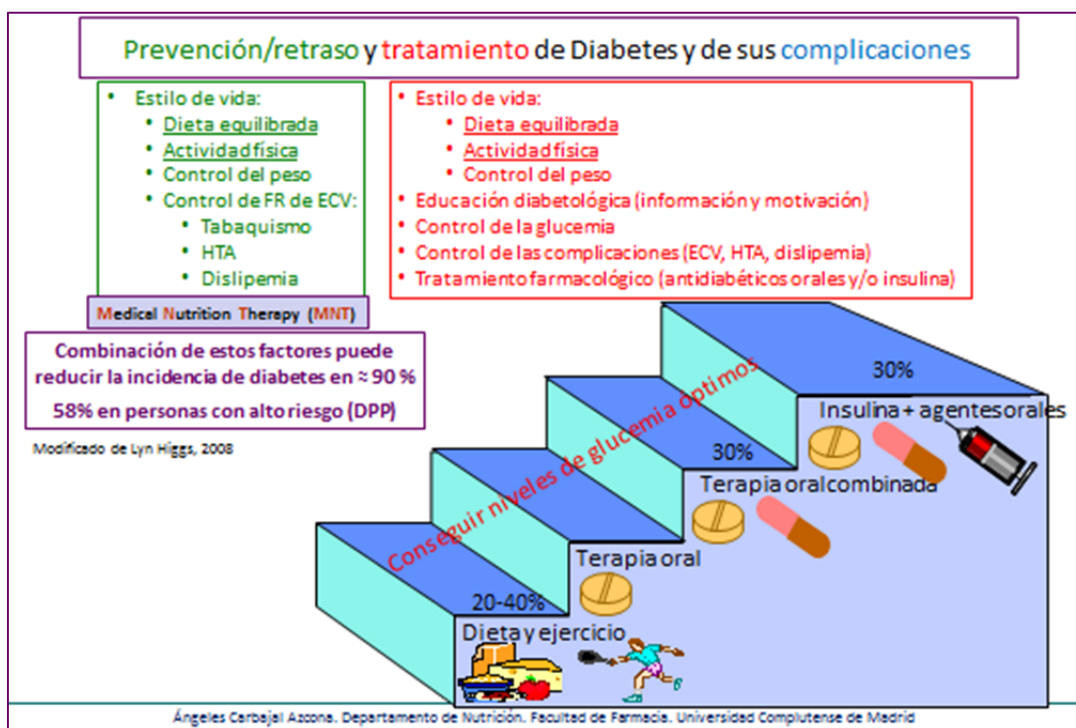 Prevención/retraso y tratamiento de Diabetes y de sus complicaciones
• Estilo de vida:
• Dieta equilibrada
• Actividad física
• Control del peso
• Control de FR de ECV:
• Tabaquismo
• HTA
• Dislipemia
Medical Nutrition Therapy (MNT)
Combinación de estos factores puede
reducir la incidencia de diabetes en ≈ 90 %
58% en personas con alto riesgo (DPP)
Modificado de Lyn Higgs, 2008
• Estilo de vida:
• Dieta equilibrada
• Actividad física
• Control del peso
• Educación diabetológica (información y motivación)
• Control de la glucemia
• Control de las complicaciones (ECV, HTA, dislipemia)
• Tratamiento farmacológico (antidiabéticos orales y/o insulina)
Conseguir niveles de glucemia óptimos
30%
Insulina + agentes orales
30%
Terapia oral combinada
Terapia oral
20-40%
Dieta y ejercicio
Ángeles Carbajal Azcona. Departamento de Nutrición. Facultad de Farmacia. Universidad Complutense de Madrid